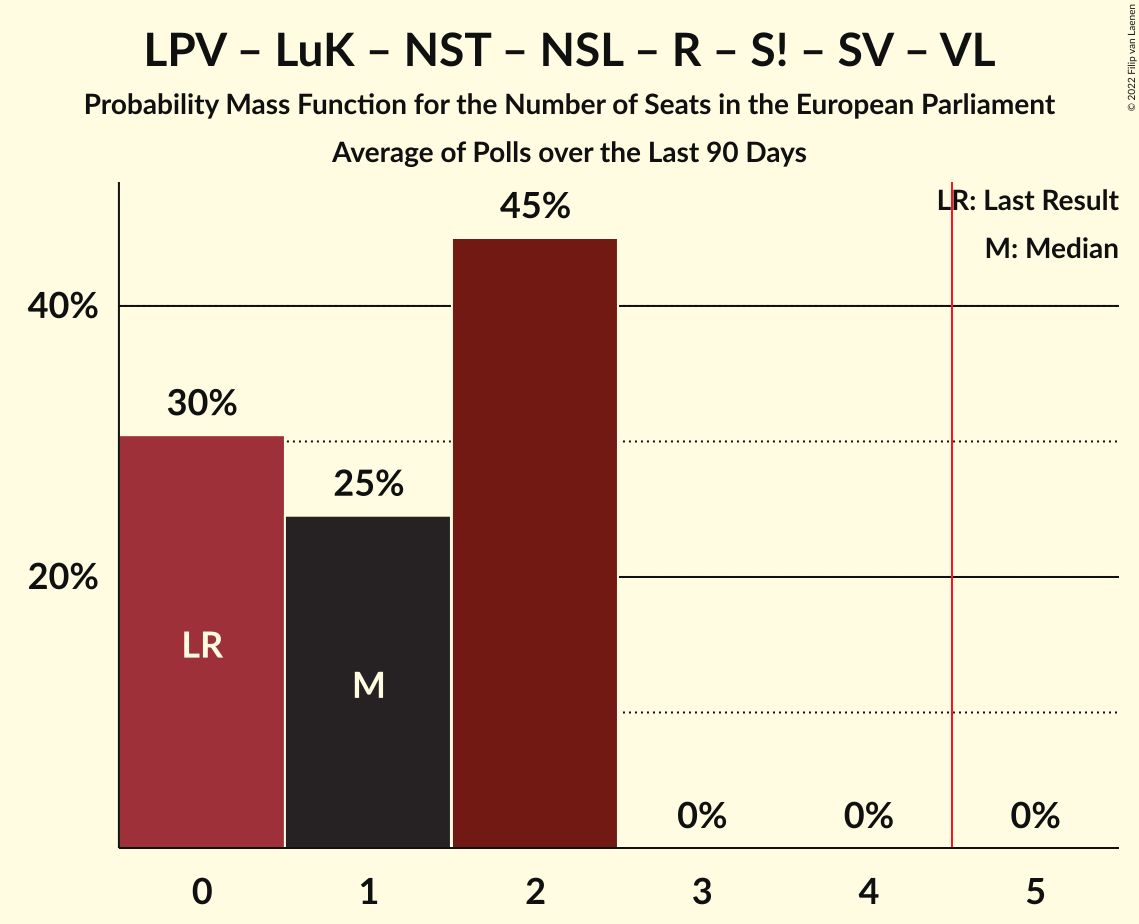 LPV – LuK – NST – NSL – R – S! – SV – VL
Probability Mass Function for the Number of Seats in the European Parliament
Average of Polls over the Last 90 Days
© 2022 Filip van Laenen
LR: Last Result
M: Median
45%
40%
30%
25%
20%
LR
M
0%
0%
0%
0
1
2
3
4
5